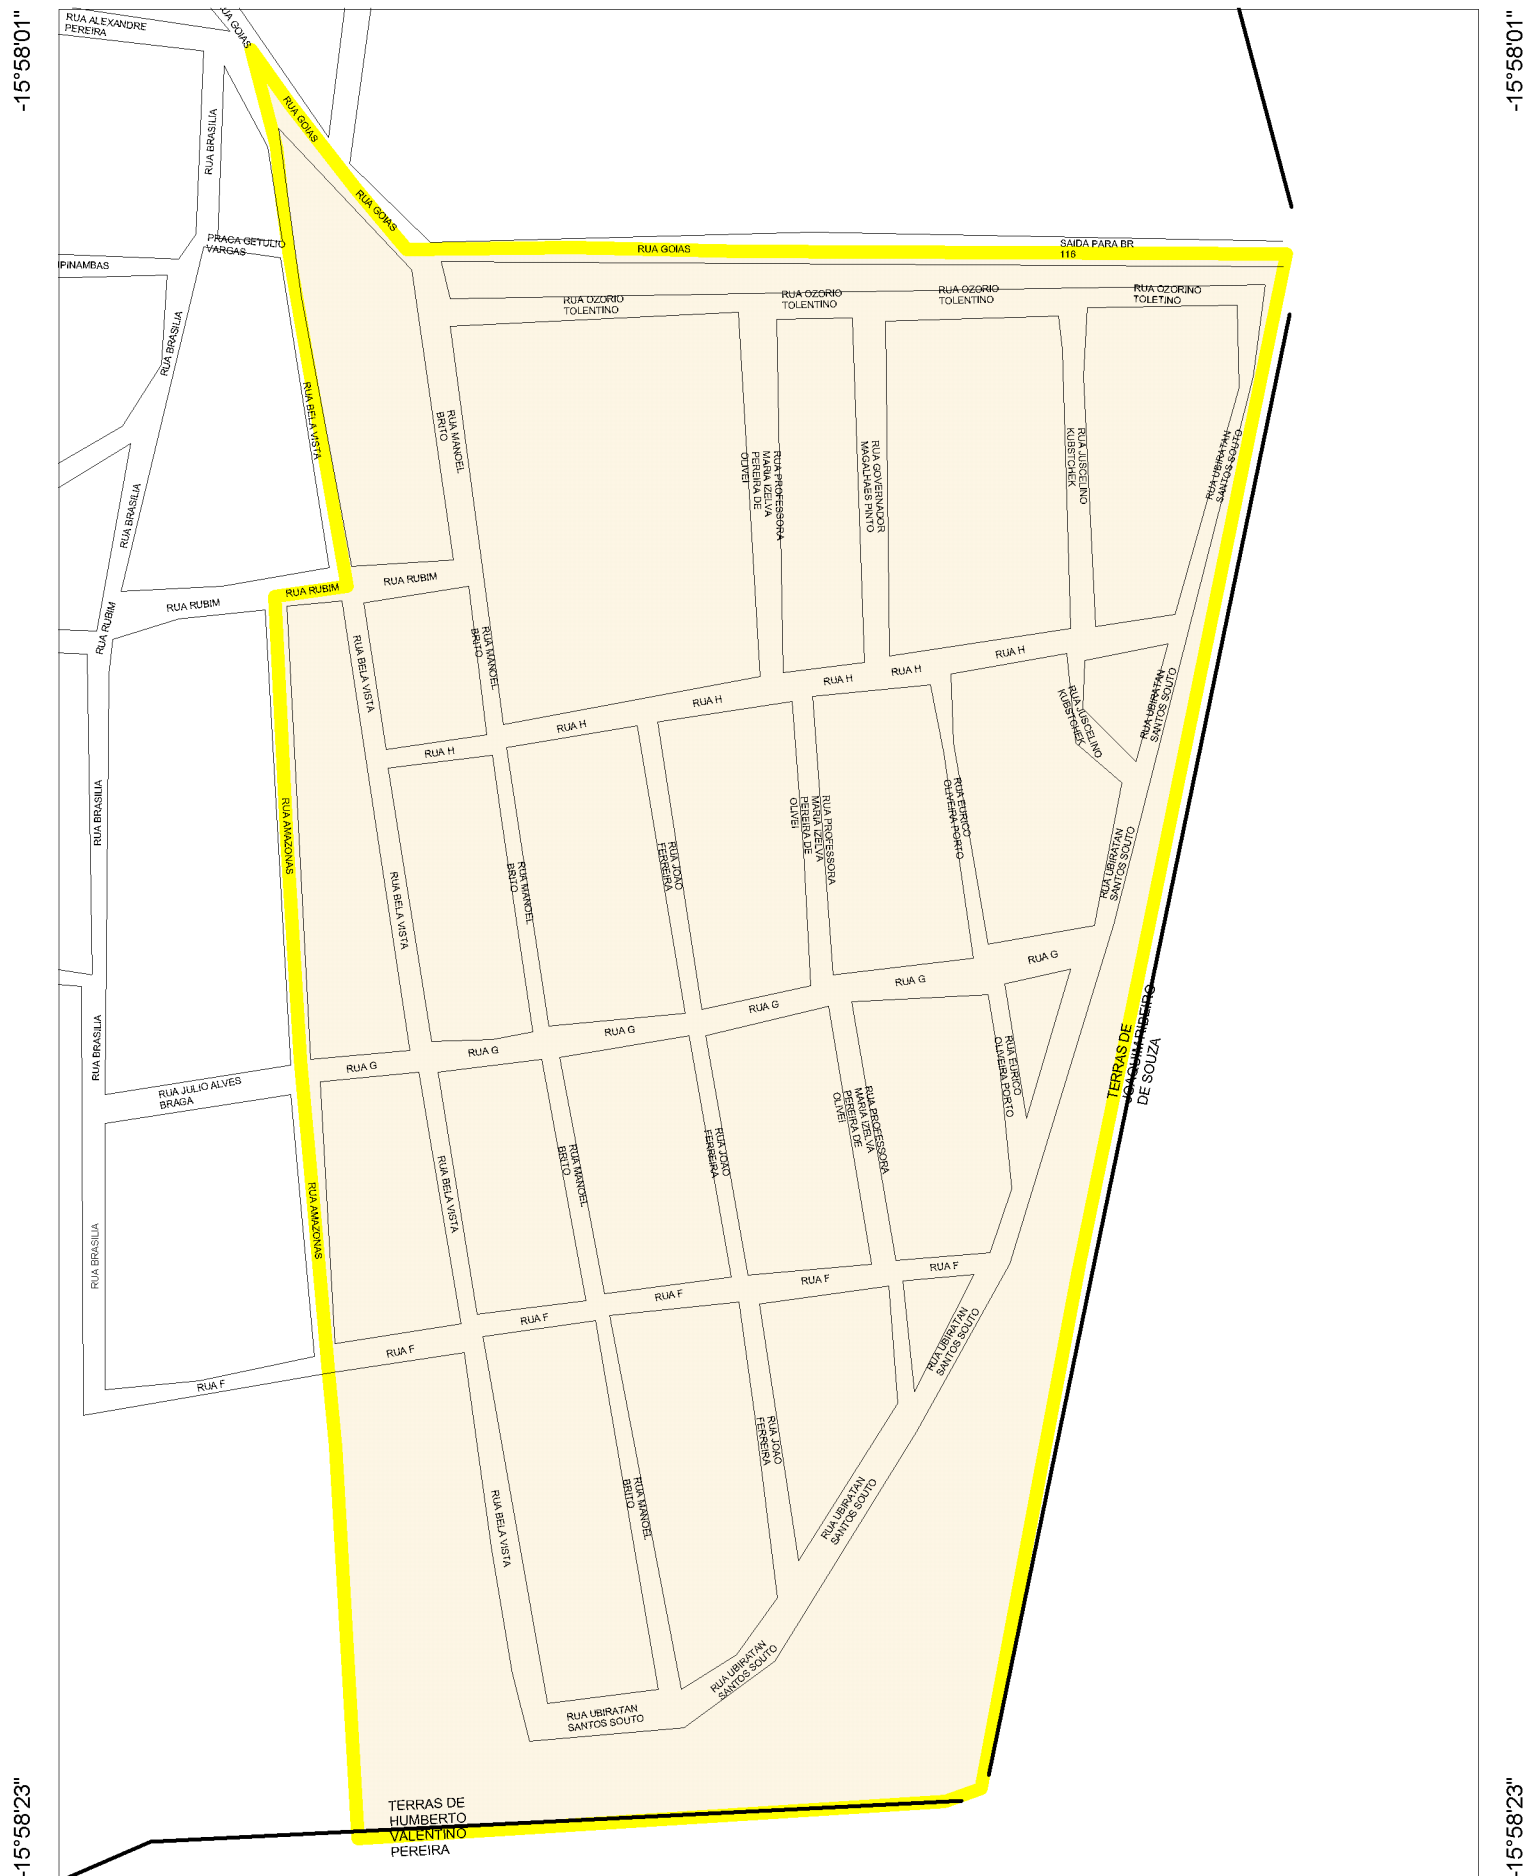 -15°58'01"
-15°58'01"
RUA ALEXANDRE
PEREIRA
RUA GOIAS
RUA GOIAS
RUA BRASILIA
RUA GOIAS
PRACA GETULIO
VARGAS
RUA GOIAS
SAIDA PARA BR
116
IPINAMBAS
RUA OZORIO
TOLENTINO
RUA OZORIO
TOLENTINO
RUA OZORIO
TOLENTINO
RUA OZORINO
TOLETINO
RUA BRASILIA
RUA BELA VISTA
RUA MANOEL
BRITO
RUA PROFESSORA
MARIA IZELVA
PEREIRA DE
OLIVEI
RUA GOVERNADOR
MAGALHAES PINTO
RUA JUSCELINO
KUBSTCHEK
RUA UBIRATAN
SANTOS SOUTO
RUA BRASILIA
RUA RUBIM
RUA RUBIM
RUA RUBIM
RUA RUBIM
RUA BELA VISTA
RUA MANOEL
BRITO
RUA H
RUA H
RUA H
RUA H
RUA H
RUA H
RUA JUSCELINO
KUBSTCHEK
RUA UBIRATAN
SANTOS SOUTO
RUA BRASILIA
RUA AMAZONAS
RUA BELA VISTA
RUA MANOEL
BRITO
RUA JOAO
FERREIRA
RUA PROFESSORA
MARIA IZELVA
PEREIRA DE
OLIVEI
RUA EURICO
OLIVEIRA PORTO
RUA UBIRATAN
SANTOS SOUTO
RUA G
RUA G
RUA G
RUA G
RUA G
RUA G
RUA BRASILIA
RUA JULIO ALVES
BRAGA
RUA EURICO
OLIVEIRA PORTO
TERRAS DE
JOAQUIM RIBEIRO
DE SOUZA
RUA BRASILIA
RUA AMAZONAS
RUA BELA VISTA
RUA MANOEL
BRITO
RUA JOAO
FERREIRA
RUA PROFESSORA
MARIA IZELVA
PEREIRA DE
OLIVEI
RUA F
RUA F
RUA F
RUA F
RUA F
RUA F
RUA UBIRATAN
SANTOS SOUTO
RUA BELA VISTA
RUA MANOEL
BRITO
RUA JOAO
FERREIRA
RUA UBIRATAN
SANTOS SOUTO
RUA UBIRATAN
SANTOS SOUTO
RUA UBIRATAN
SANTOS SOUTO
TERRAS DE
HUMBERTO
VALENTINO
PEREIRA
-15°58'23"
-15°58'23"